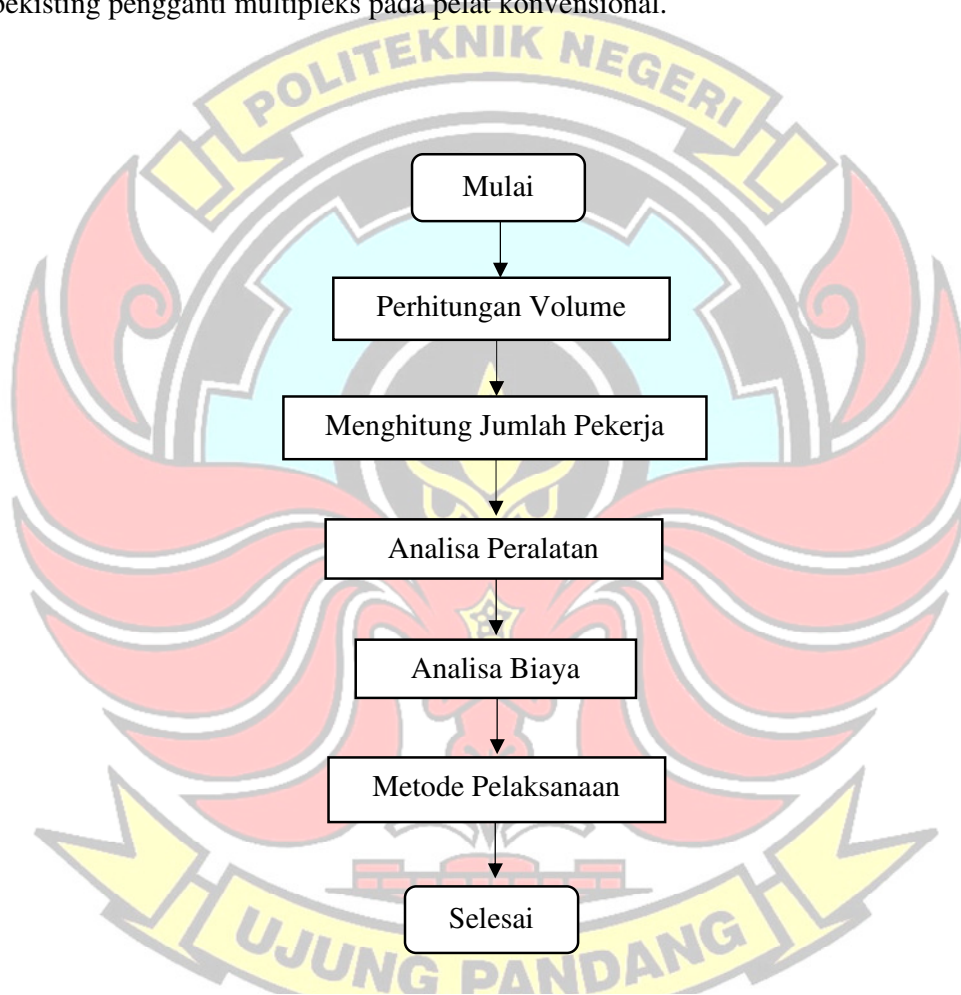 bekisting pengganti multipleks pada pelat konvensional.
POLITEKNIK NEGERI
Mulai
Perhitungan Volume
Menghitung Jumlah Pekerja
Analisa Peralatan
Analisa Biaya
Metode Pelaksanaan
Selesai
UJUNG PANDANG